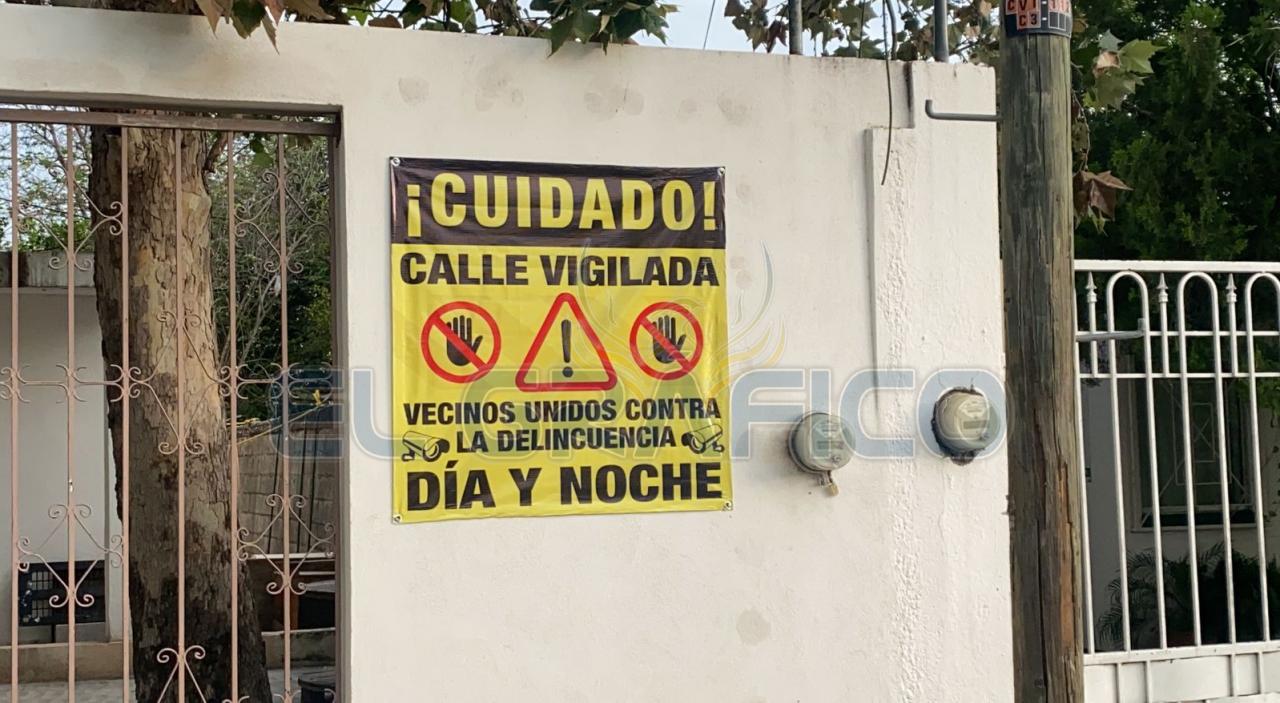 ¡CUIDADO!
CALLE VIGILADA
VECINOS UNIDOS CONTRA
LA DELINCUENCIA
DÍA Y NOCHE
EL GRÁFICO